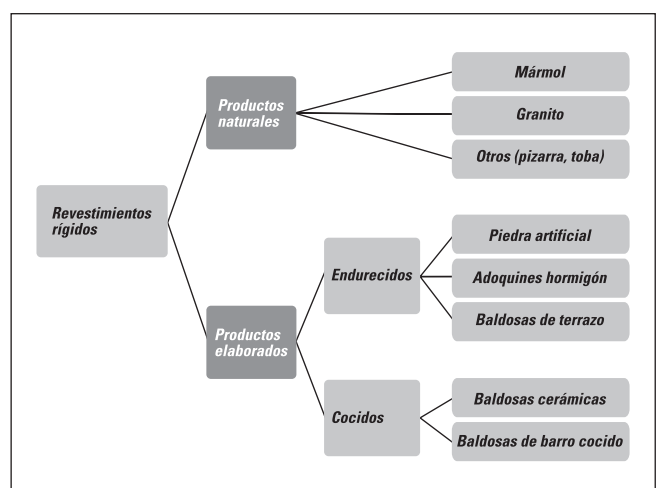 Revestimientos
rígidos
Productos
naturales
Mármol
Granito
Otros (pizarra, toba)
Productos
elaborados
Endurecidos
Piedra artificial
Adoquines hormigón
Baldosas de terrazo
Cocidos
Baldosas cerámicas
Baldosas de barro cocido